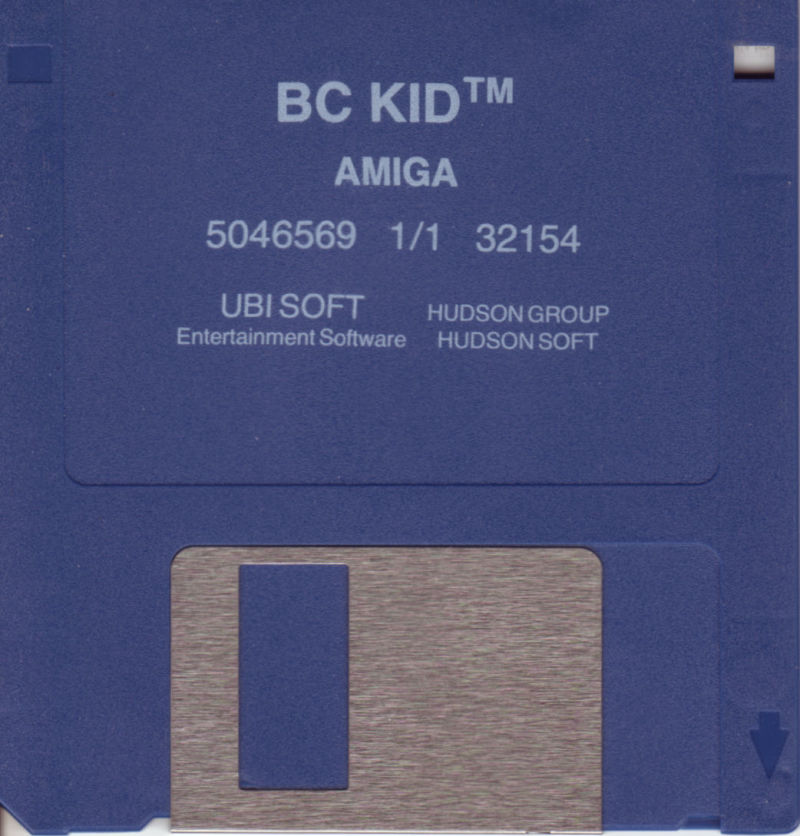 BC KID™
AMIGA
5046569 1/1 32154
UBI SOFT
Entertainment Software
HUDSON GROUP
HUDSON SOFT